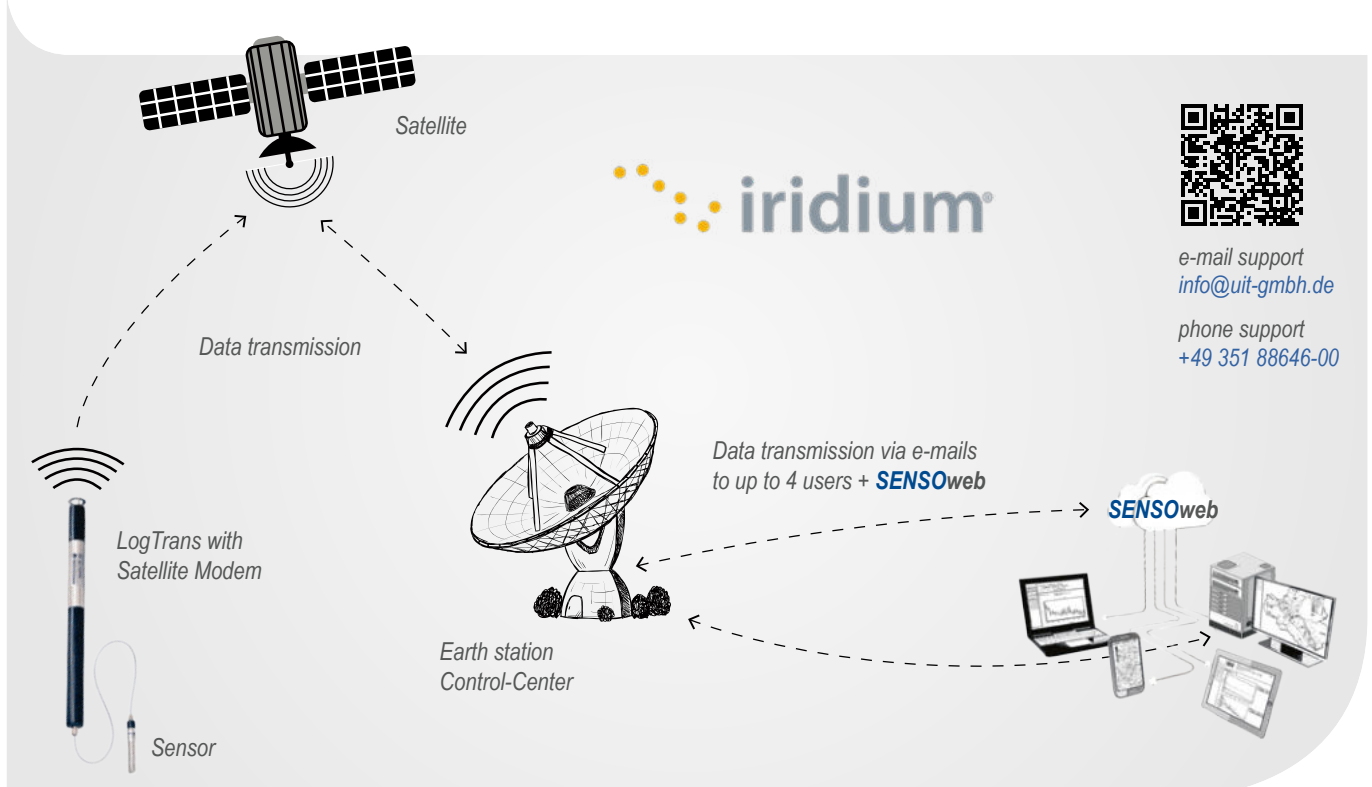 Satellite
iridium®
e-mail support
info@uit-gmbh.de
phone support
+49 351 88646-00
Data transmission
Data transmission via e-mails
to up to 4 users + SENSOweb
SENSOweb
LogTrans with
Satellite Modem
Earth station
Control-Center
Sensor